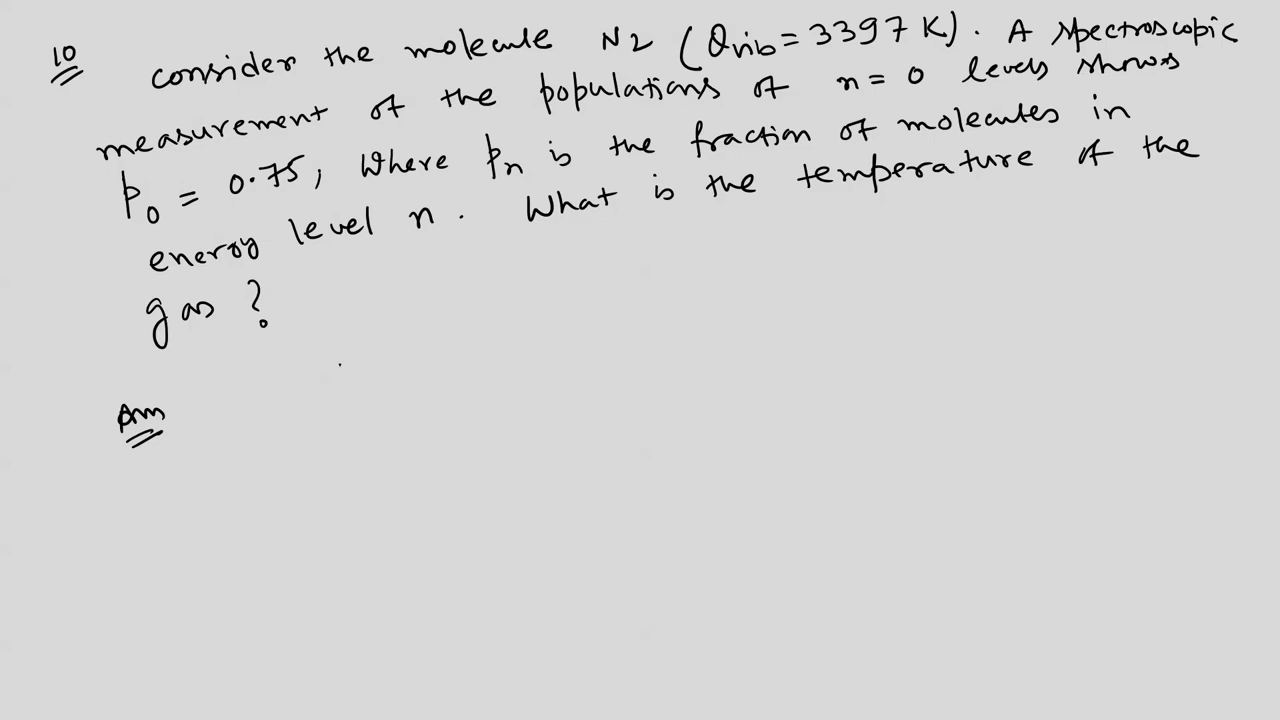 10
consider the molecule N2 (θvib = 3397 K). A spectroscopic
measurement of the populations of n = 0 levels shows
p0 = 0.75, where pn is the fraction of molecules in
energy level n. What is the temperature of the
gas ?
Ans